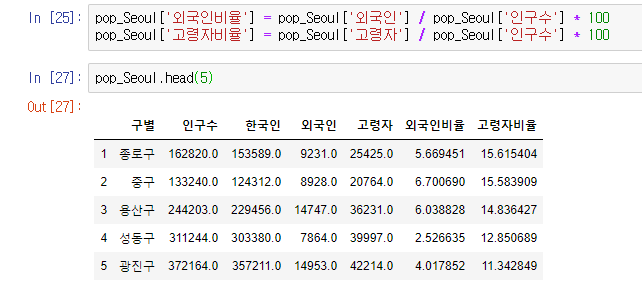 In [25]: pop_Seoul['외국인비율'] = pop_Seoul['외국인'] / pop_Seoul['인구수'] * 100
pop_Seoul['고령자비율'] = pop_Seoul['고령자'] / pop_Seoul['인구수'] * 100
In [27]: pop_Seoul.head(5)
Out[27]:
구별 인구수 한국인 외국인 고령자 외국인비율 고령자비율
1 종로구 162820.0 153589.0 9231.0 25425.0 5.669451 15.615404
2 중구 133240.0 124312.0 8928.0 20764.0 6.700690 15.583909
3 용산구 244203.0 229456.0 14747.0 36231.0 6.038828 14.836427
4 성동구 311244.0 303380.0 7864.0 39997.0 2.526635 12.850689
5 광진구 372164.0 357211.0 14953.0 42214.0 4.017852 11.342849